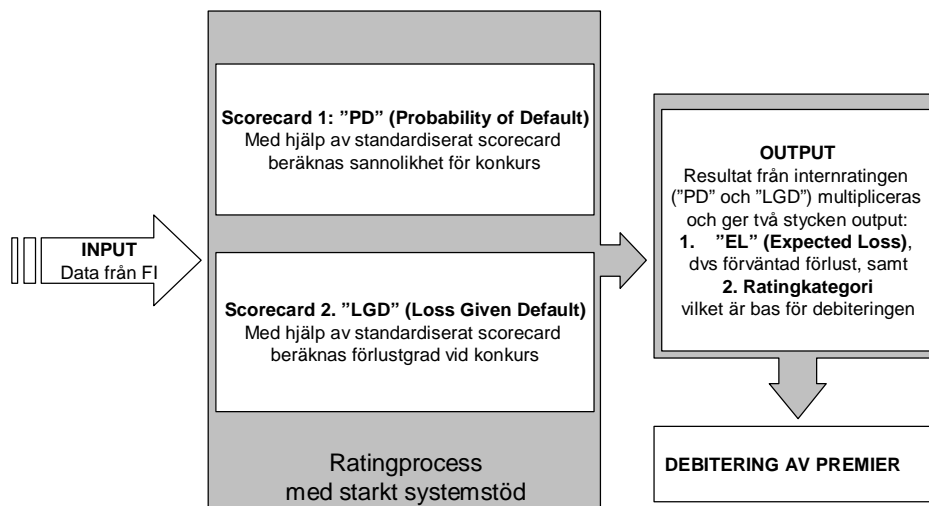 INPUT
Data från FI
Scorecard 1: ”PD” (Probability of Default)
Med hjälp av standardiserat scorecard
beräknas sannolikhet för konkurs
Scorecard 2. ”LGD” (Loss Given Default)
Med hjälp av standardiserat scorecard
beräknas förlustgrad vid konkurs
Ratingprocess
med starkt systemstöd
OUTPUT
Resultat från internratingen
(”PD” och ”LGD”) multipliceras
och ger två stycken output:
1. ”EL” (Expected Loss),
dvs förväntad förlust, samt
2. Ratingkategori
vilket är bas för debiteringen
DEBITERING AV PREMIER